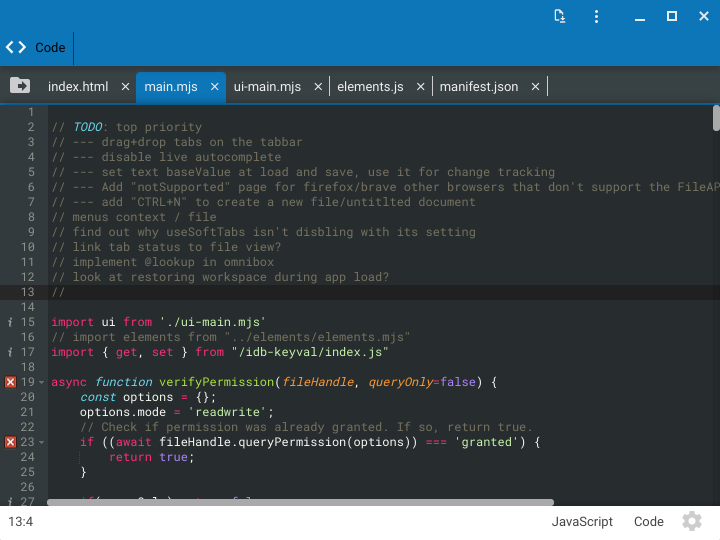 Code
index.html × main.mjs × ui-main.mjs × elements.js × manifest.json ×
1
2 // TODO: top priority
3 // --- drag+drop tabs on the tabbar
4 // --- disable live autocomplete
5 // --- set text baseValue at load and save, use it for change tracking
6 // --- Add "notSupported" page for firefox/brave other browsers that don't support the FileAP
7 // --- add "CTRL+N" to create a new file/untitlted document
8 // menus context / file
9 // find out why useSoftTabs isn't disbling with its setting
10 // link tab status to file view?
11 // implement @lookup in omnibox
12 // look at restoring workspace during app load?
13 //
14
i 15 import ui from './ui-main.mjs'
16 // import elements from "../elements/elements.mjs"
i 17 import { get, set } from "/idb-keyval/index.js"
18
19 async function verifyPermission(fileHandle, queryOnly=false) {
20 const options = {};
21 options.mode = 'readwrite';
22 // Check if permission was already granted. If so, return true.
23 if ((await fileHandle.queryPermission(options)) === 'granted') {
24 return true;
25 }
26
i 27
13:4 JavaScript Code